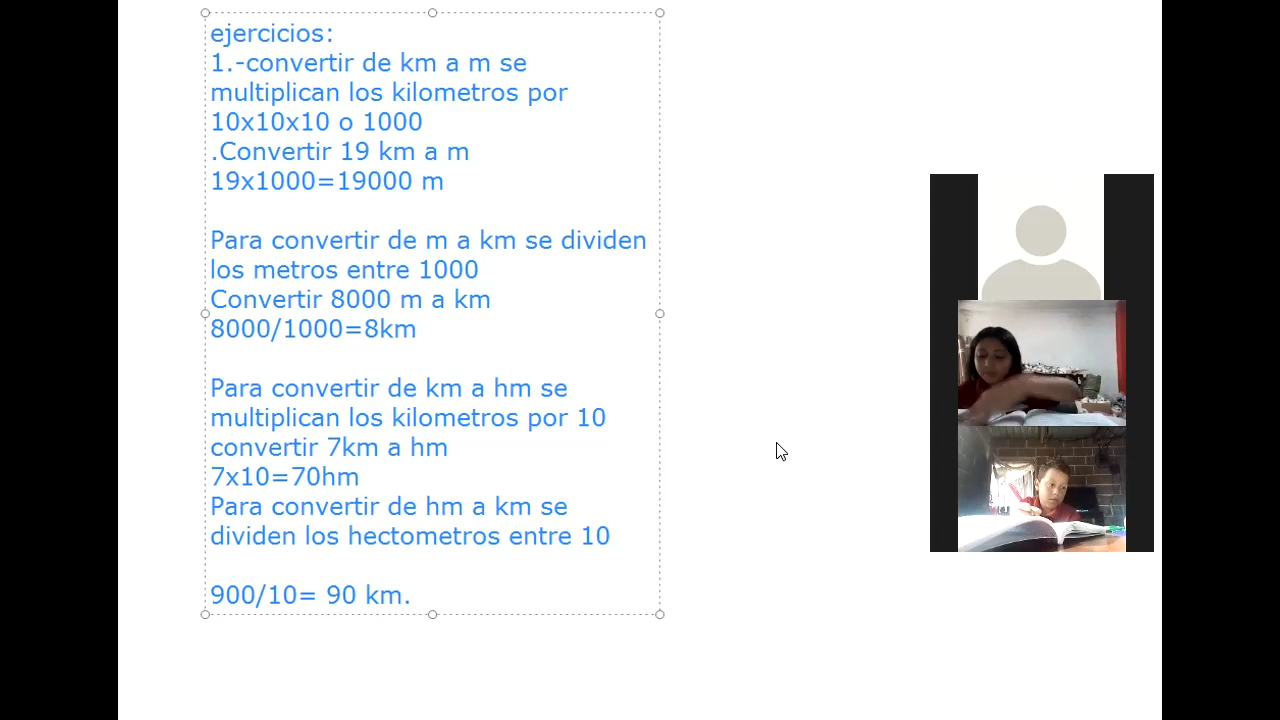 ejercicios:
1.-convertir de km a m se
multiplican los kilometros por
10x10x10 o 1000
.Convertir 19 km a m
19x1000=19000 m
Para convertir de m a km se dividen
los metros entre 1000
Convertir 8000 m a km
8000/1000=8km
Para convertir de km a hm se
multiplican los kilometros por 10
convertir 7km a hm
7x10=70hm
Para convertir de hm a km se
dividen los hectometros entre 10
900/10= 90 km.